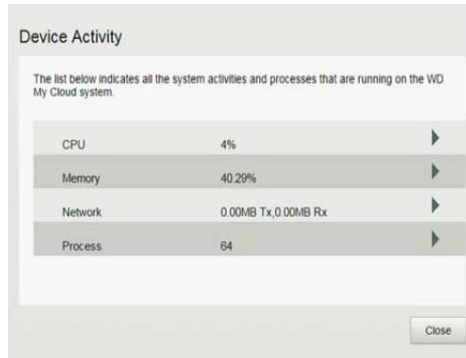 Device Activity
The list below indicates all the system activities and processes that are running on the WD
My Cloud system.
CPU 4%
Memory 40.29%
Network 0.00MB Tx,0.00MB Rx
Process 64
Close